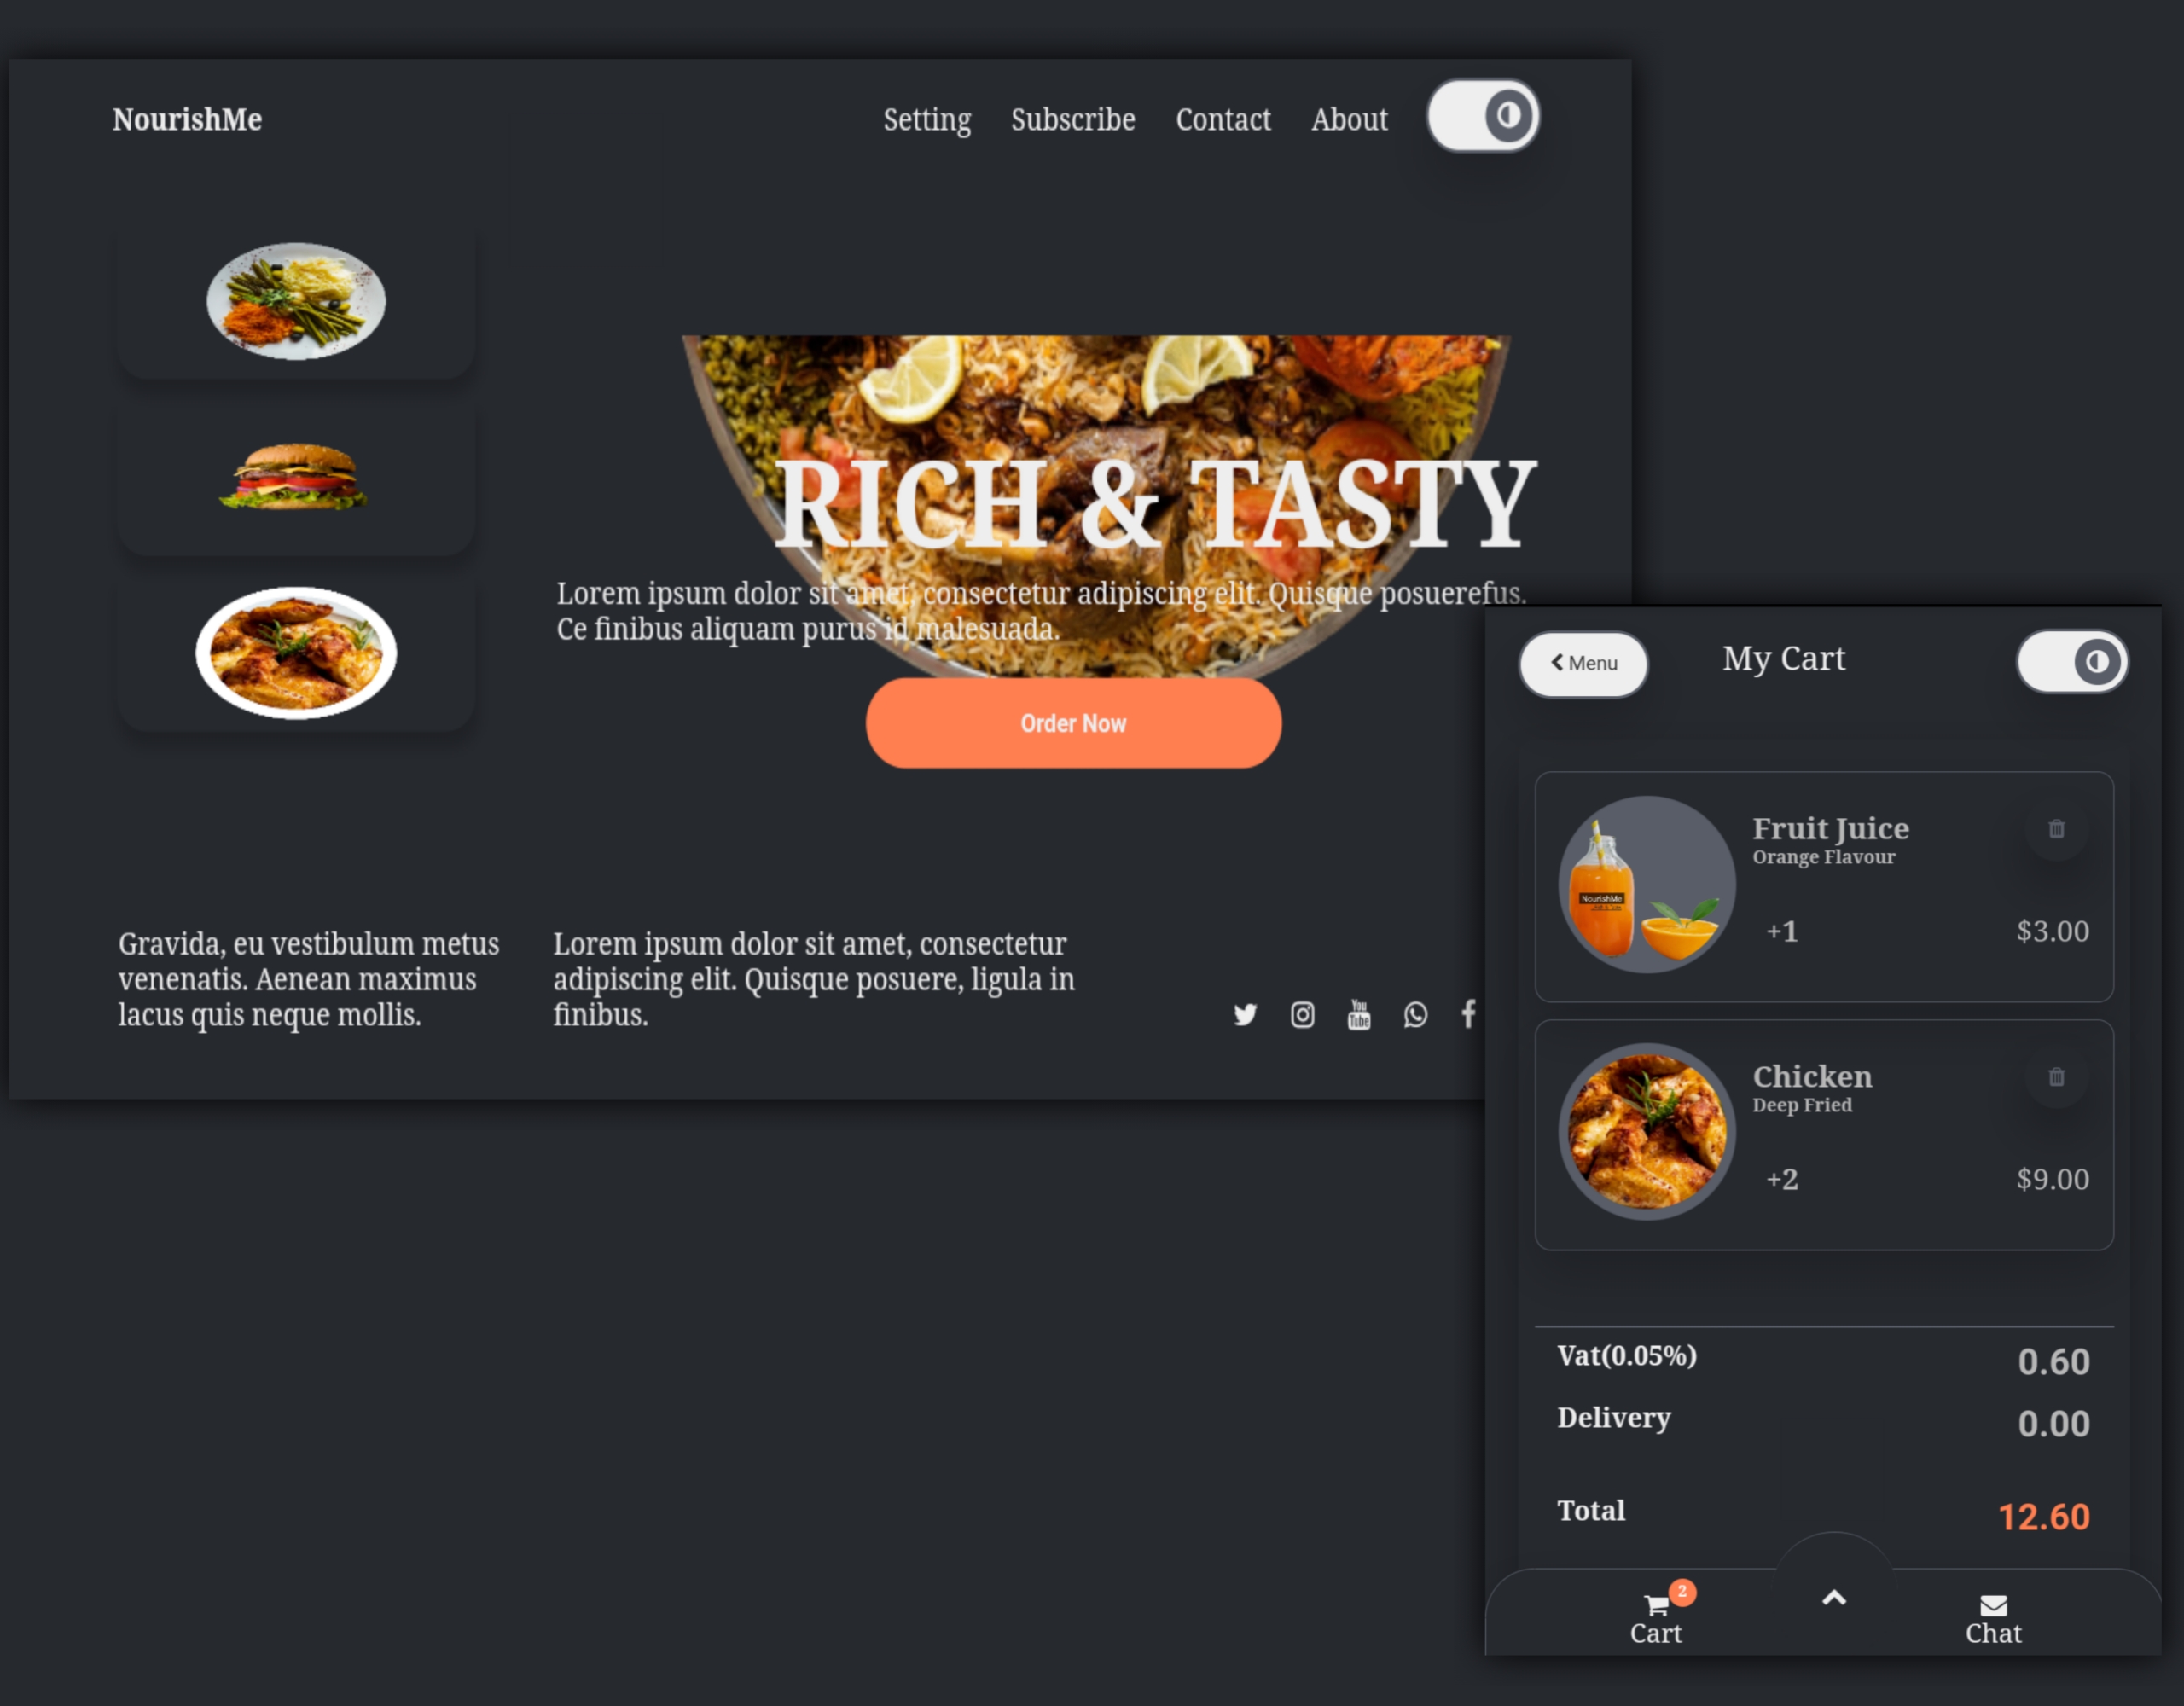 NourishMe
Setting Subscribe Contact About
RICH & TASTY
Lorem ipsum dolor sit amet, consectetur adipiscing elit. Quisque posuerefus.
Ce finibus aliquam purus id malesuada.
Order Now
Gravida, eu vestibulum metus
venenatis. Aenean maximus
lacus quis neque mollis.
Lorem ipsum dolor sit amet, consectetur
adipiscing elit. Quisque posuere, ligula in
finibus.
You
Tube
Menu
My Cart
Fruit Juice
Orange Flavour
NourishMe
+1 $3.00
Chicken
Deep Fried
+2 $9.00
Vat(0.05%) 0.60
Delivery 0.00
Total 12.60
2
Cart
Chat